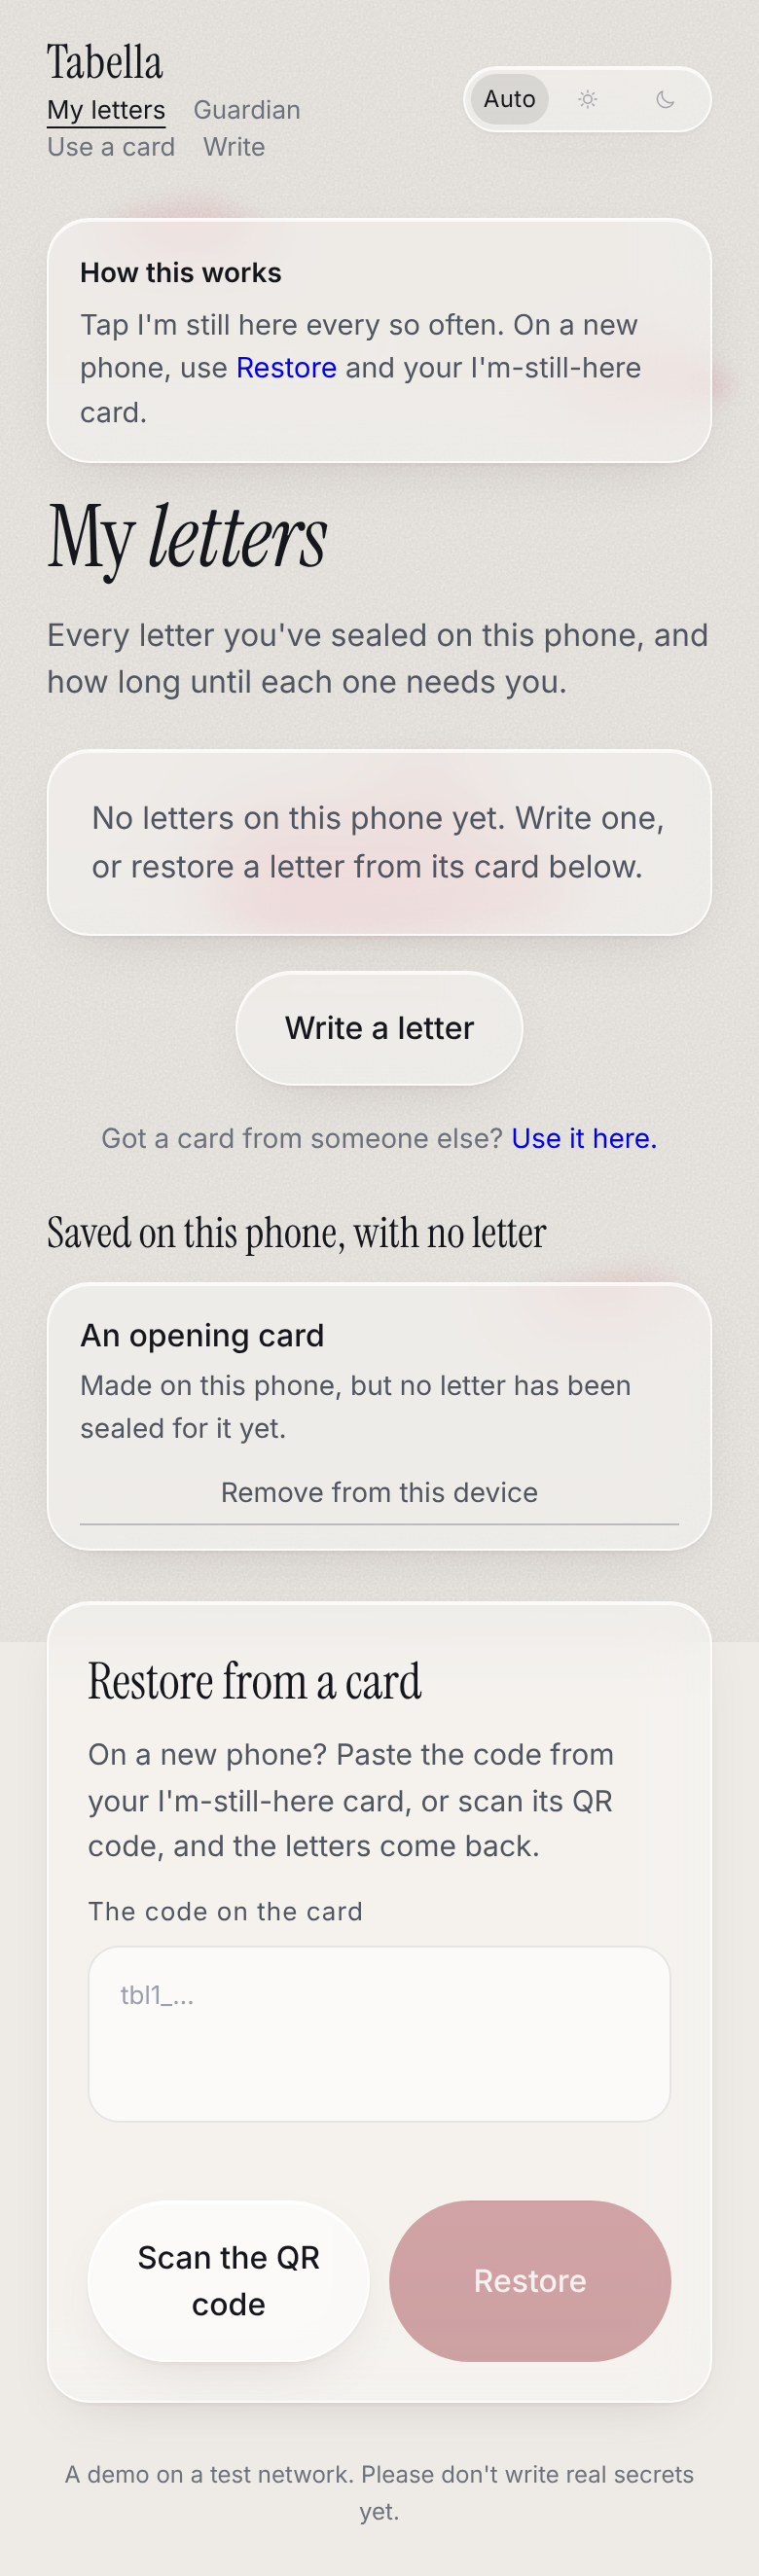 Tabella
My letters Guardian
Use a card Write
Auto
How this works
Tap I'm still here every so often. On a new
phone, use Restore and your I'm-still-here
card.
My letters
Every letter you've sealed on this phone, and
how long until each one needs you.
No letters on this phone yet. Write one,
or restore a letter from its card below.
Write a letter
Got a card from someone else? Use it here.
Saved on this phone, with no letter
An opening card
Made on this phone, but no letter has been
sealed for it yet.
Remove from this device
Restore from a card
On a new phone? Paste the code from
your I'm-still-here card, or scan its QR
code, and the letters come back.
The code on the card
tbl1_...
Scan the QR
code
Restore
A demo on a test network. Please don't write real secrets
yet.